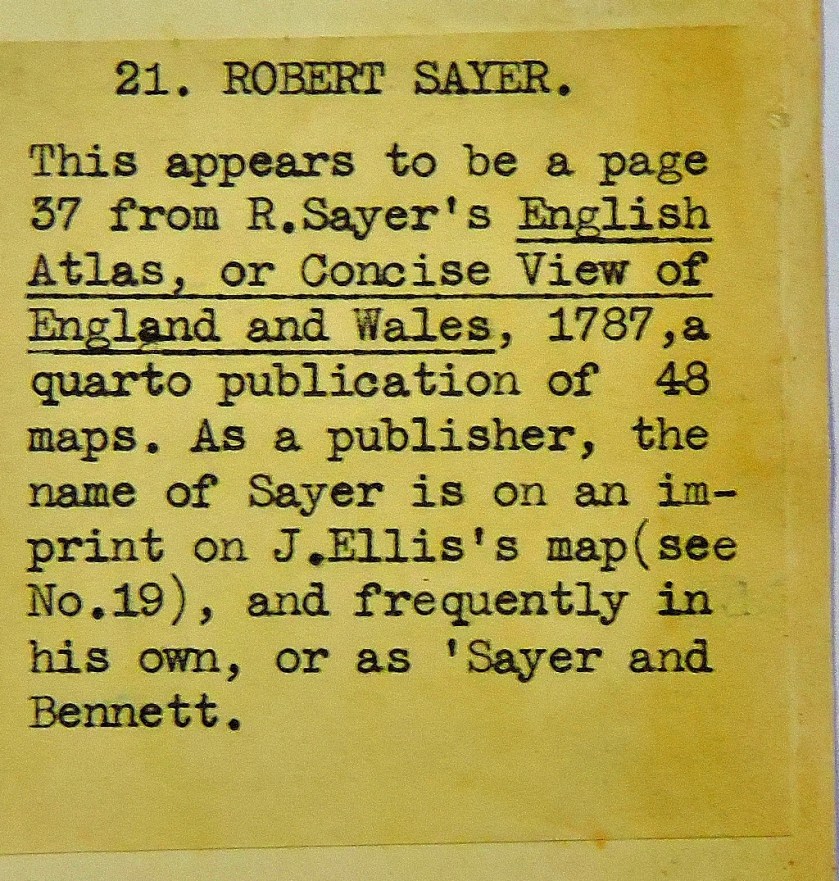 21. ROBERT SAYER.
This appears to be a page
37 from R.Sayer's English
Atlas, or Concise View of
England and Wales, 1787,a
quarto publication of 48
maps. As a publisher, the
name of Sayer is on an im-
print on J.Ellis's map(see
No.19), and frequently in
his own, or as 'Sayer and
Bennett.